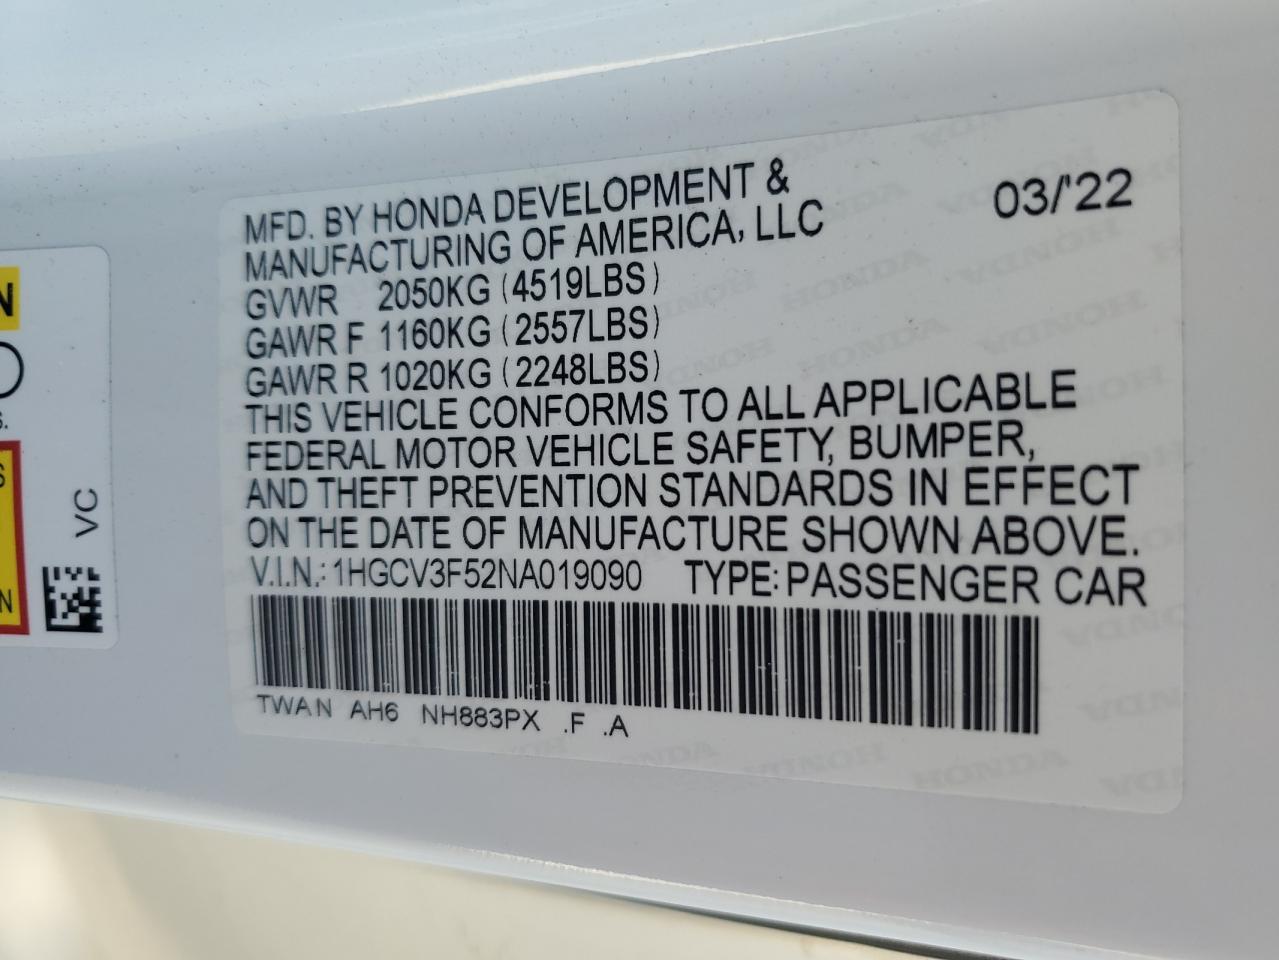 MFD. BY HONDA DEVELOPMENT &
MANUFACTURING OF AMERICA, LLC
03/'22
GVWR 2050KG (4519LBS)
GAWR F 1160KG (2557LBS)
GAWR R 1020KG (2248LBS)
THIS VEHICLE CONFORMS TO ALL APPLICABLE
FEDERAL MOTOR VEHICLE SAFETY, BUMPER,
AND THEFT PREVENTION STANDARDS IN EFFECT
ON THE DATE OF MANUFACTURE SHOWN ABOVE.
V.I.N.: 1HGCV3F52NA019090 TYPE: PASSENGER CAR
TWAN AH6 NH883PX .F .A
VC